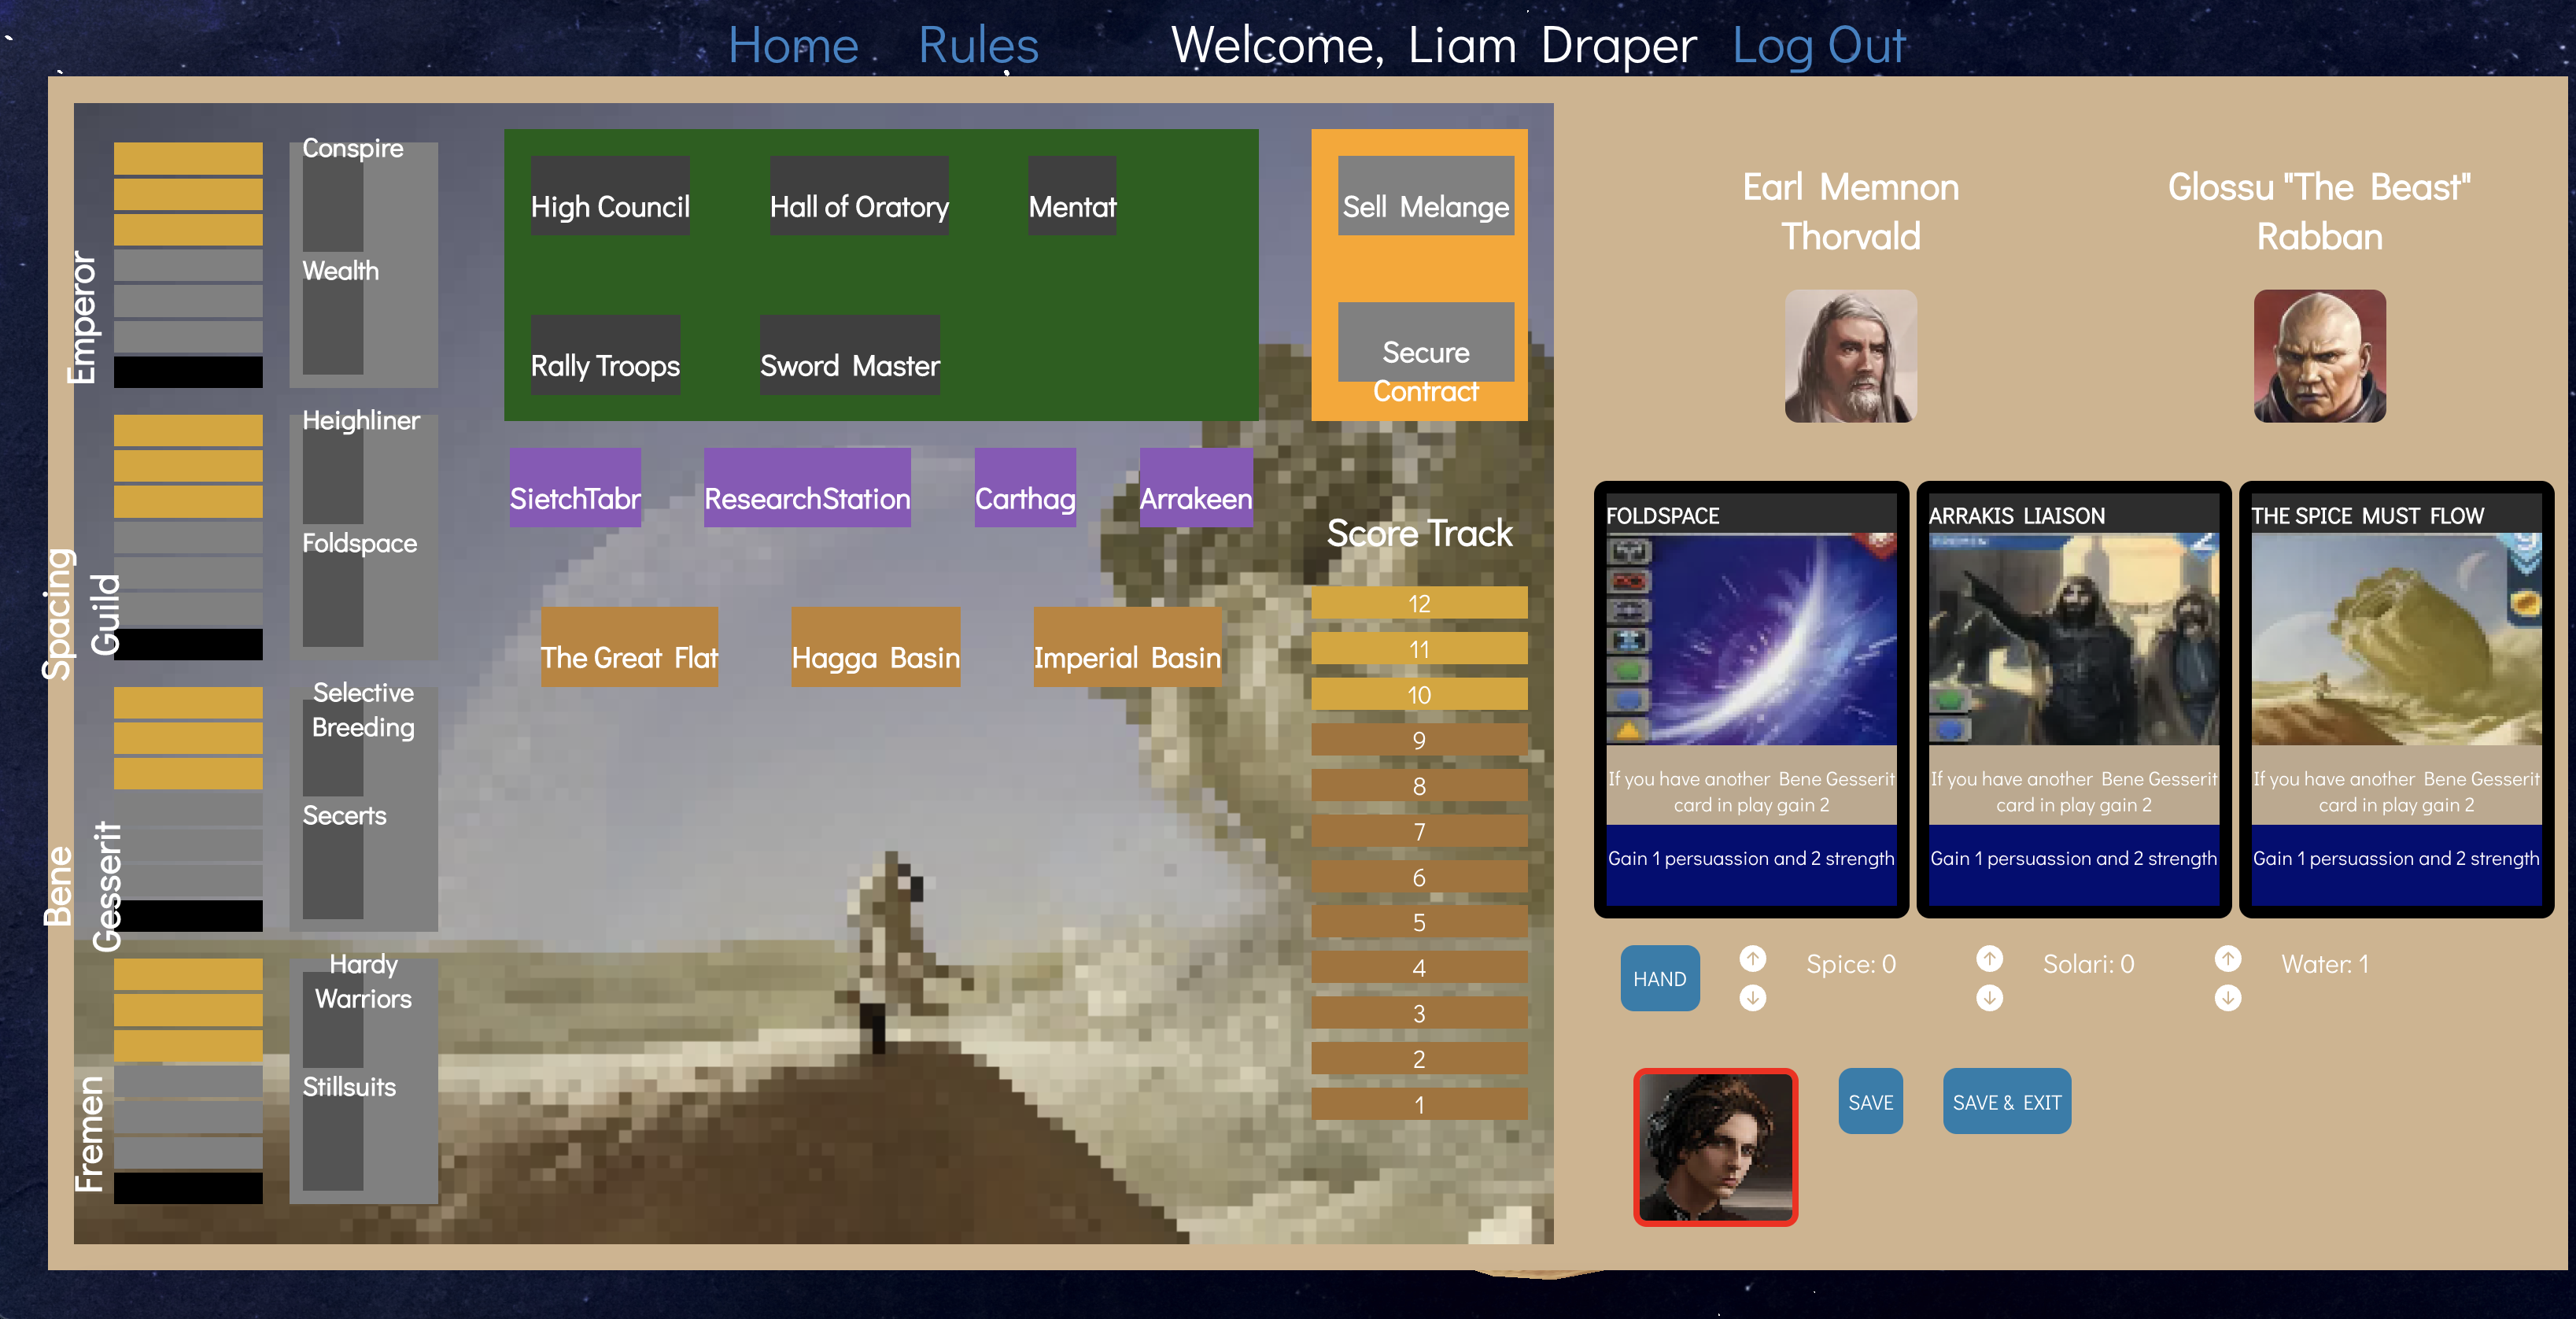 Home Rules Welcome, Liam Draper Log Out
Emperor
Conspire
Wealth
Spacing
Guild
Heighliner
Foldspace
Bene
Gesserit
Selective
Breeding
Secerts
Fremen
Hardy
Warriors
Stillsuits
High Council Hall of Oratory Mentat
Rally Troops Sword Master
Sell Melange
Secure
Contract
SietchTabr ResearchStation Carthag Arrakeen
The Great Flat Hagga Basin Imperial Basin
Score Track
12
11
10
9
8
7
6
5
4
3
2
1
Earl Memnon
Thorvald
Glossu "The Beast"
Rabban
FOLDSPACE
If you have another Bene Gesserit
card in play gain 2
Gain 1 persuassion and 2 strength
ARRAKIS LIAISON
2
If you have another Bene Gesserit
card in play gain 2
Gain 1 persuassion and 2 strength
THE SPICE MUST FLOW
If you have another Bene Gesserit
card in play gain 2
Gain 1 persuassion and 2 strength
HAND
Spice: 0
Solari: 0
Water: 1
SAVE
SAVE & EXIT